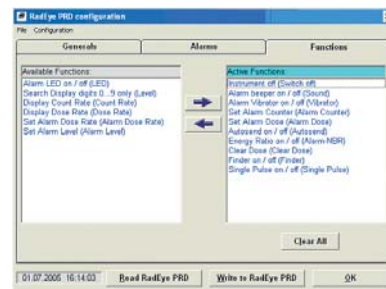 RadEye PRD configuration
File Configuration
Generals Alarms Functions
Available Functions:
Alarm-LED on / off (LED)
Search Display digits 0...9 only (Level)
Display Count Rate (Count Rate)
Display Dose Rate (Dose Rate)
Set Alarm Dose Rate (Alarm Dose Rate)
Set Alarm Level (Alarm Level)
Active Functions:
Instrument off (Switch off)
Alarm beeper on / off (Sound)
Alarm Vibrator on / off (Vibrator)
Set Alarm Counter (Alarm Counter)
Set Alarm Dose (Alarm Dose)
Autosend on / off (Autosend)
Energy Ratio on / off (Alarm-NBR)
Clear Dose (Clear Dose)
Finder on / off (Finder)
Single Pulse on / off (Single Pulse)
Clear All
01.07.2005 16:14:03 Read RadEye PRD Write to RadEye PRD OK